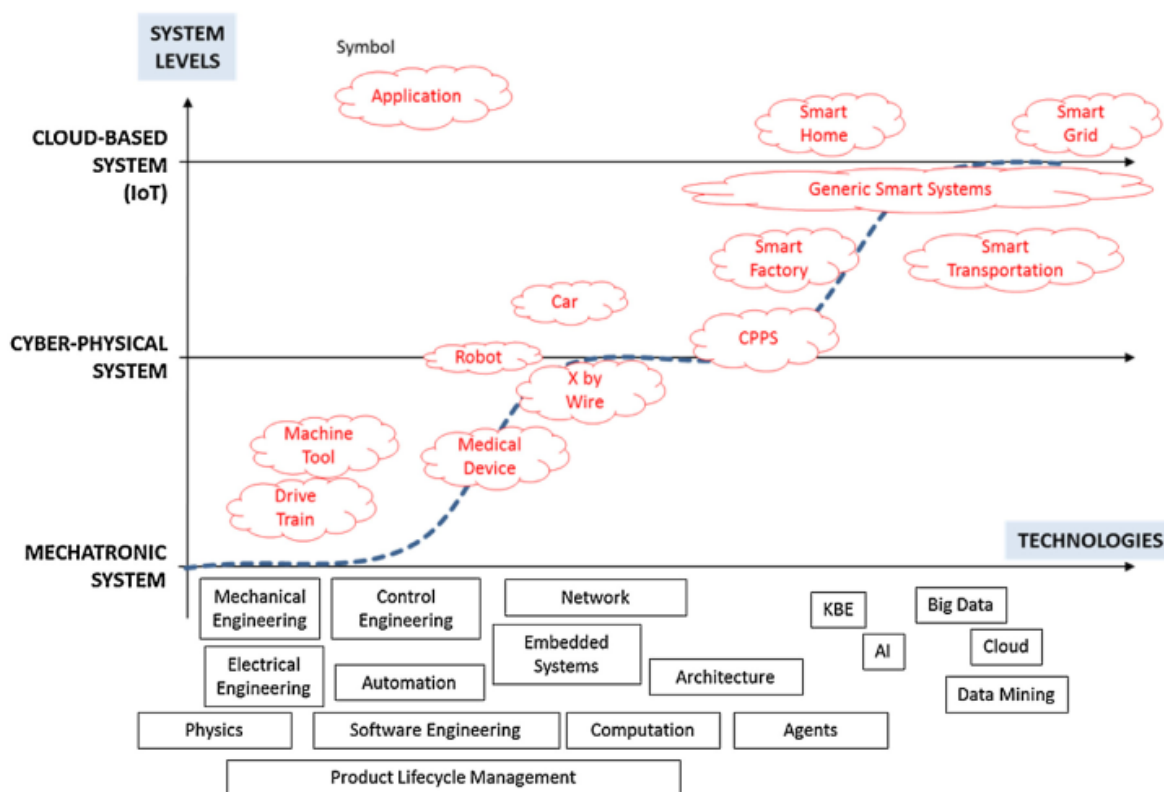 SYSTEM
LEVELS
Symbol
Application
CLOUD-BASED
SYSTEM
(IoT)
Smart
Home
Smart
Grid
Generic Smart Systems
Smart
Factory
Smart
Transportation
Car
CYBER-PHYSICAL
SYSTEM
Robot
CPPS
X by
Wire
Machine
Tool
Medical
Device
Drive
Train
MECHATRONIC
SYSTEM
TECHNOLOGIES
Mechanical
Engineering
Control
Engineering
Network
KBE
Big Data
Electrical
Engineering
Automation
Embedded
Systems
Architecture
AI
Cloud
Data Mining
Physics
Software Engineering
Computation
Agents
Product Lifecycle Management